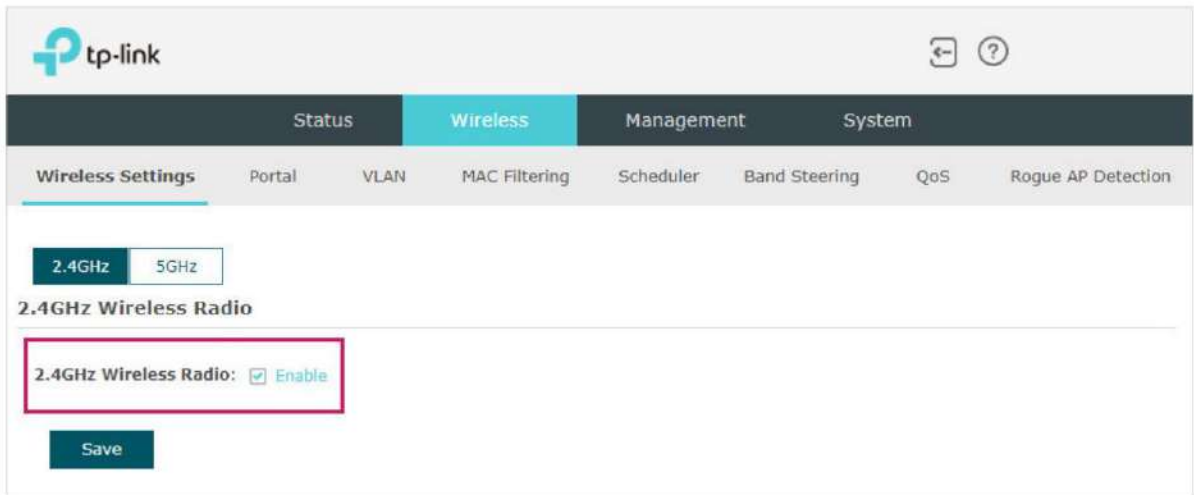 tp-link
?
Status Wireless Management System
Wireless Settings Portal VLAN MAC Filtering Scheduler Band Steering QoS Rogue AP Detection
2.4GHz 5GHz
2.4GHz Wireless Radio
2.4GHz Wireless Radio: Enable
Save